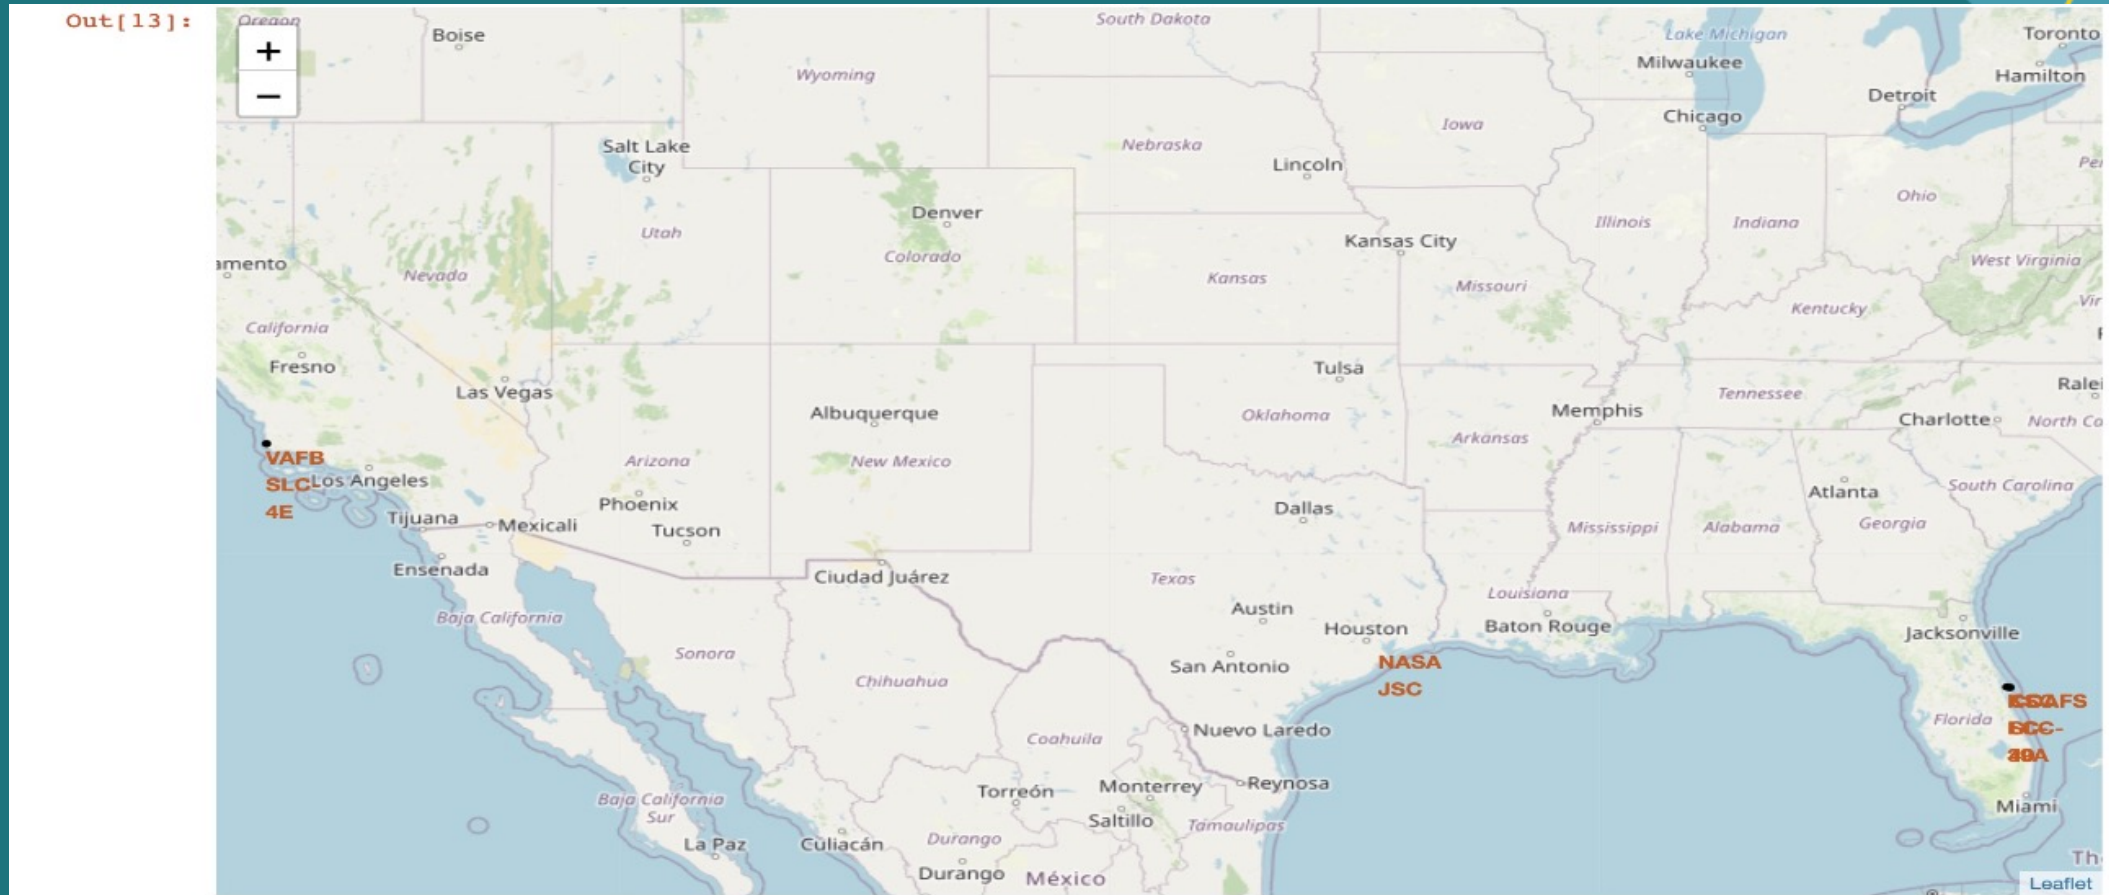 Out[13]:
Oregon
Boise
South Dakota
Lake Michigan
Toronto
+
Wyoming
Milwaukee
Hamilton
−
Detroit
Iowa
Chicago
Salt Lake
City
Nebraska
Lincoln
Pe
Ohio
Denver
Utah
Illinois
Indiana
Kansas City
Colorado
amento
Nevada
Kansas
Missouri
West Virginia
Vir
Kentucky
California
Fresno
Tulsa
Las Vegas
Tennessee
Ralei
Albuquerque
Oklahoma
Memphis
Charlotte
North Ca
Arkansas
VAFB
SLC-
4E
Los Angeles
Arizona
New Mexico
Phoenix
Dallas
Atlanta
South Carolina
Tijuana
Mexicali
Tucson
Mississippi
Alabama
Georgia
Ensenada
Ciudad Juárez
Texas
Louisiana
Austin
Baja California
Houston
Baton Rouge
Jacksonville
Sonora
San Antonio
NASA
JSC
Chihuahua
Florida
Nuevo Laredo
Coahuila
Torreón
Monterrey
Reynosa
Baja California
Sur
Miami
Saltillo
Tamaulipas
La Paz
Culiacán
Durango
Durango
México
Th
Leaflet